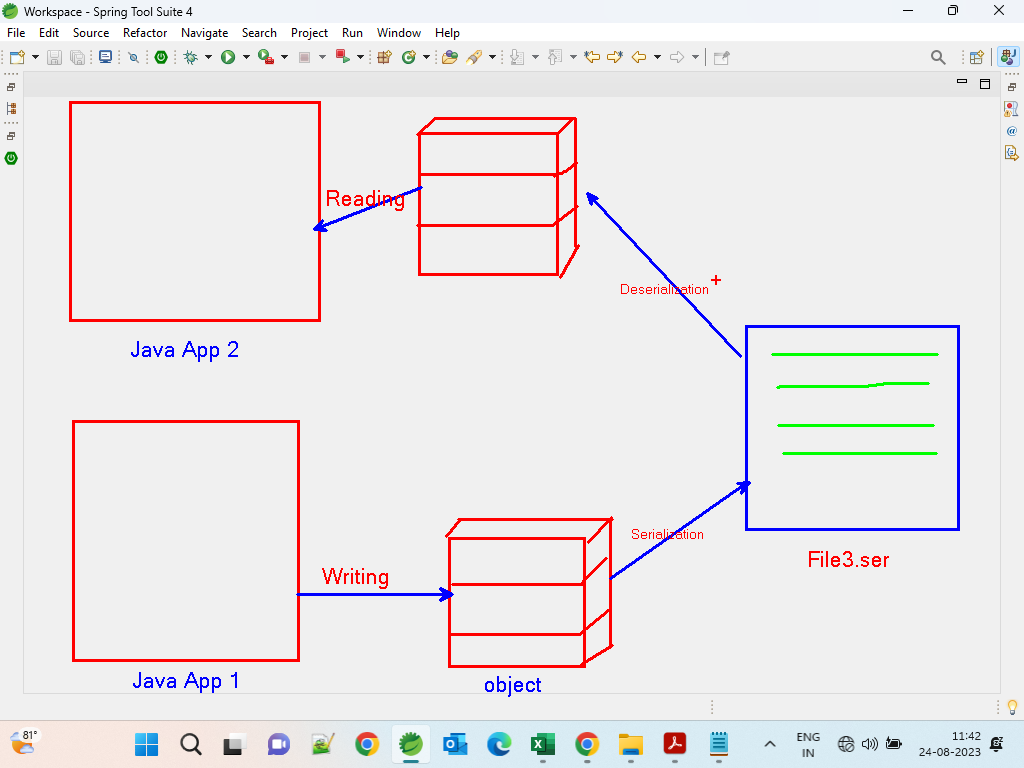 Workspace - Spring Tool Suite 4
File Edit Source Refactor Navigate Search Project Run Window Help
Reading
Deserialization
Java App 2
Serialization
File3.ser
Writing
Java App 1
object
81°
ENG
IN
11:42
24-08-2023